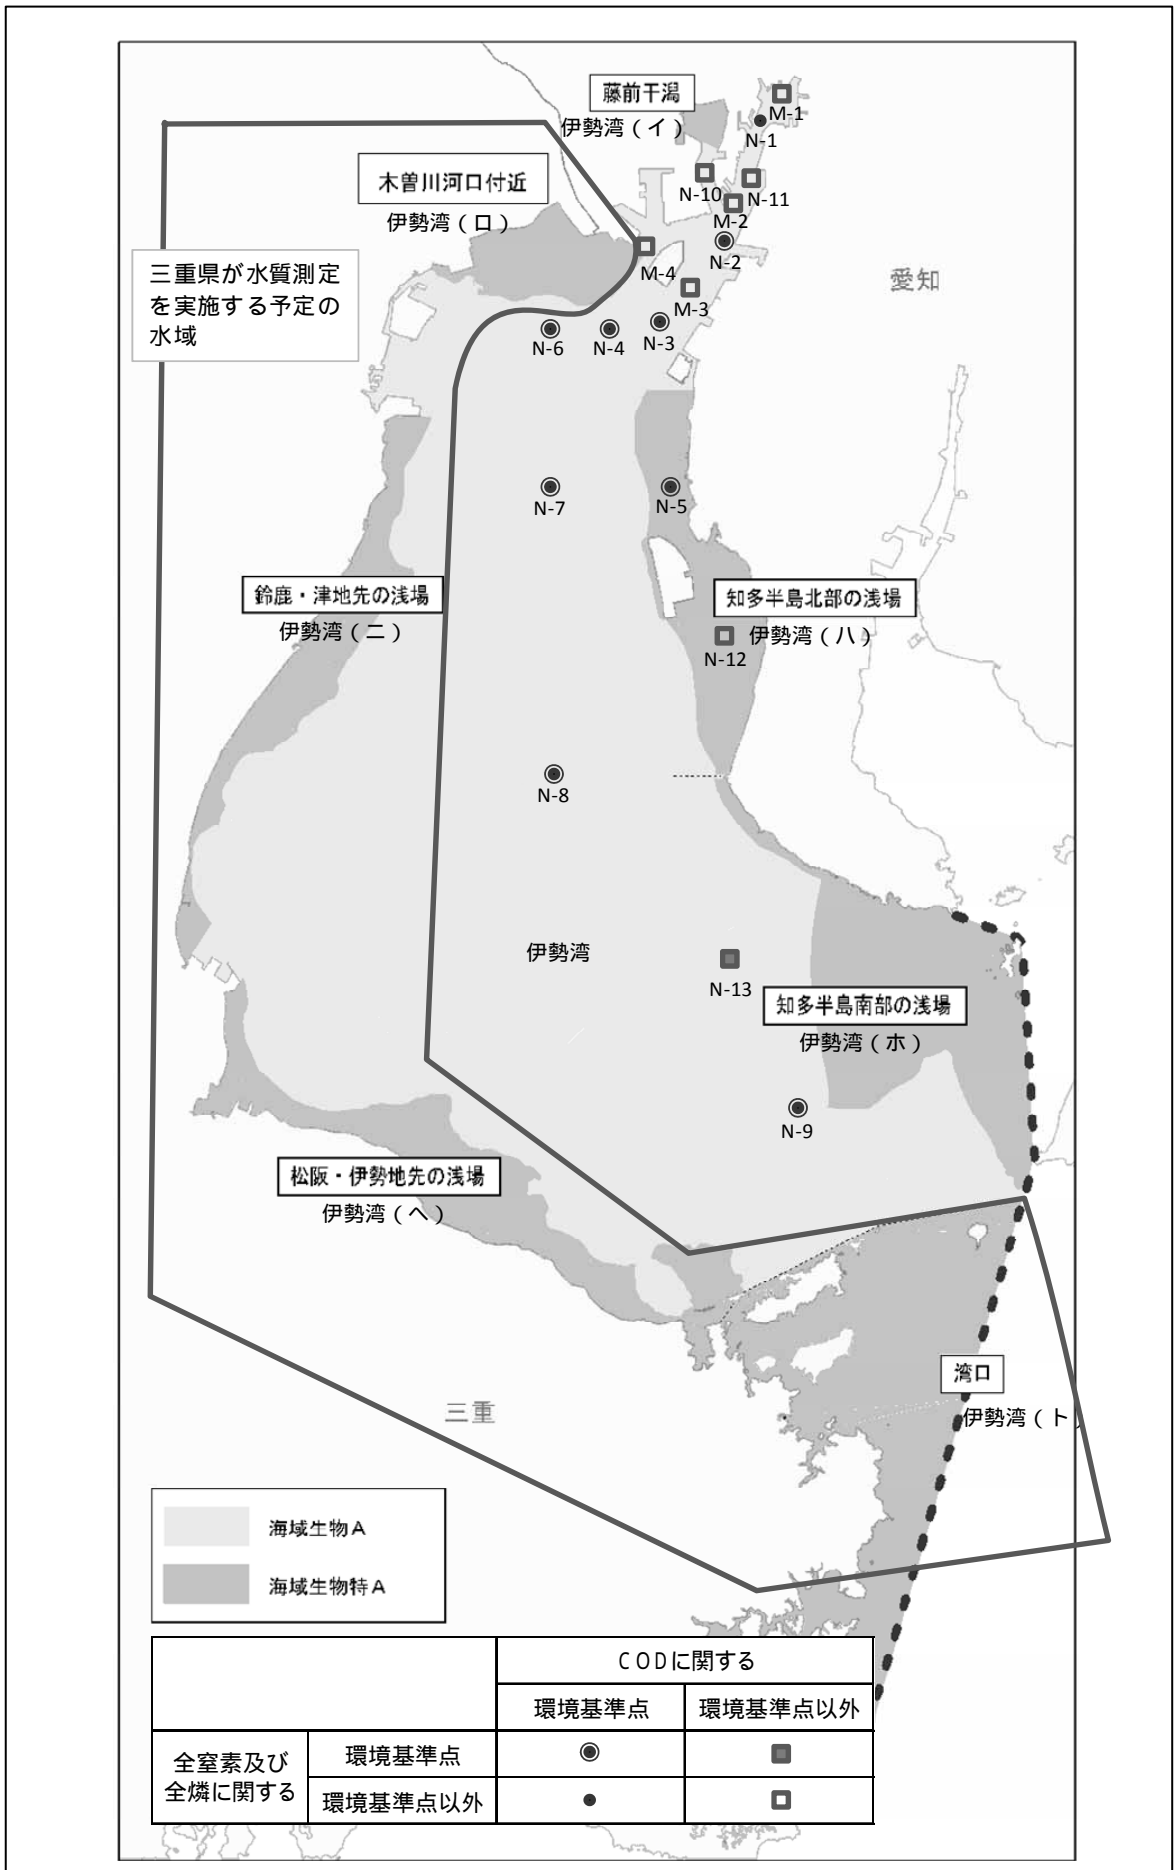 藤前干潟
伊勢湾（イ）
M-1
N-1
木曽川河口付近
伊勢湾（ロ）
N-10
N-11
M-2
N-2
M-4
M-3
三重県が水質測定
を実施する予定の
水域
愛知
N-6
N-4
N-3
N-7
N-5
鈴鹿・津地先の浅場
伊勢湾（ニ）
知多半島北部の浅場
伊勢湾（ハ）
N-12
N-8
伊勢湾
N-13
知多半島南部の浅場
伊勢湾（ホ）
N-9
松阪・伊勢地先の浅場
伊勢湾（ヘ）
湾口
伊勢湾（ト）
三重
海域生物A
海域生物特A
CODに関する
環境基準点
環境基準点以外
全窒素及び
全燐に関する
環境基準点
環境基準点以外